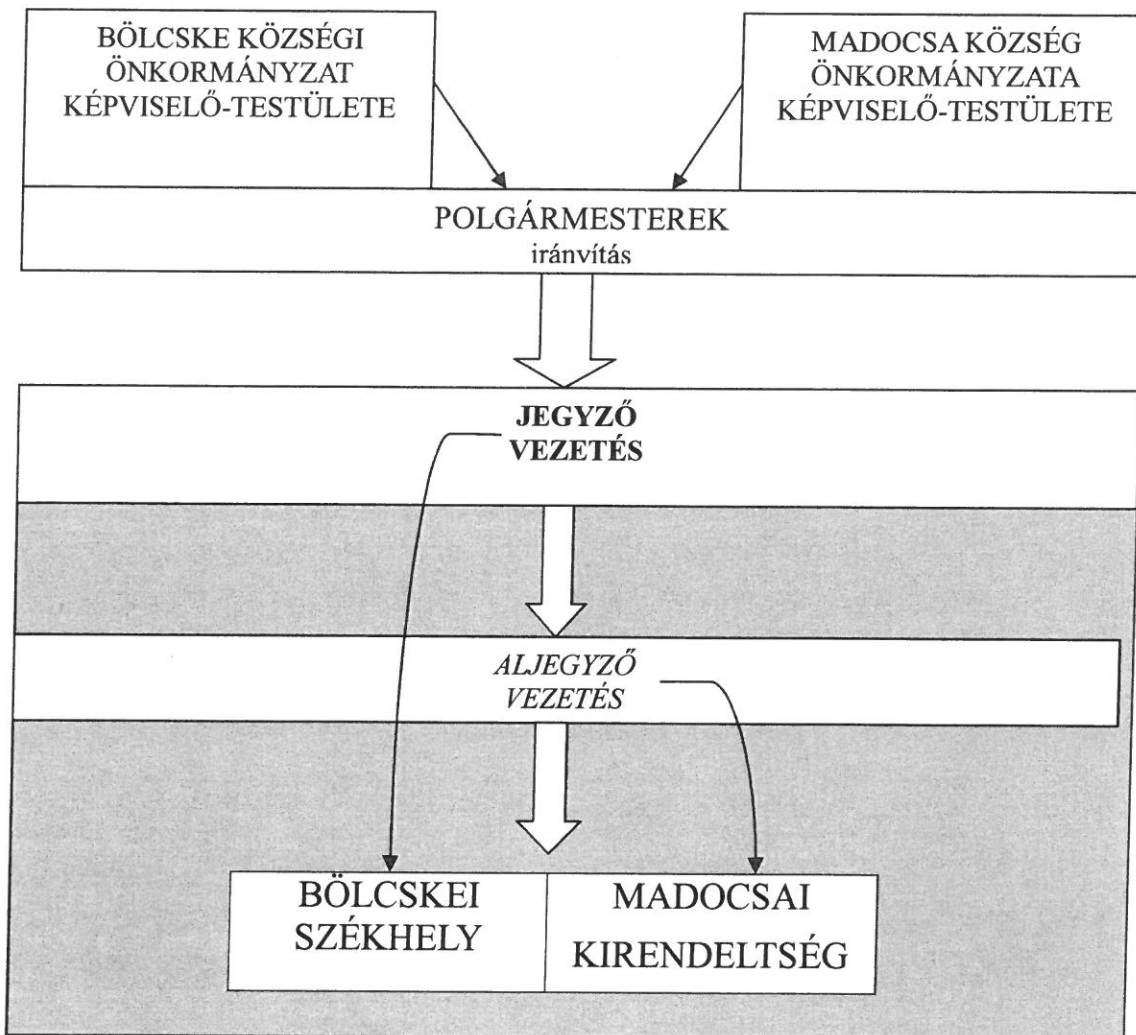 BÖLCSKE KÖZSÉGI
ÖNKORMÁNYZAT
KÉPVISELŐ-TESTÜLETE
MADOCSA KÖZSÉG
ÖNKORMÁNYZATA
KÉPVISELŐ-TESTÜLETE
POLGÁRMESTEREK
iránvítás
JEGYZŐ
VEZETÉS
ALJEGYZŐ
VEZETÉS
BÖLCSKEI
SZÉKHELY
MADOCSAI
KIRENDELTSÉG